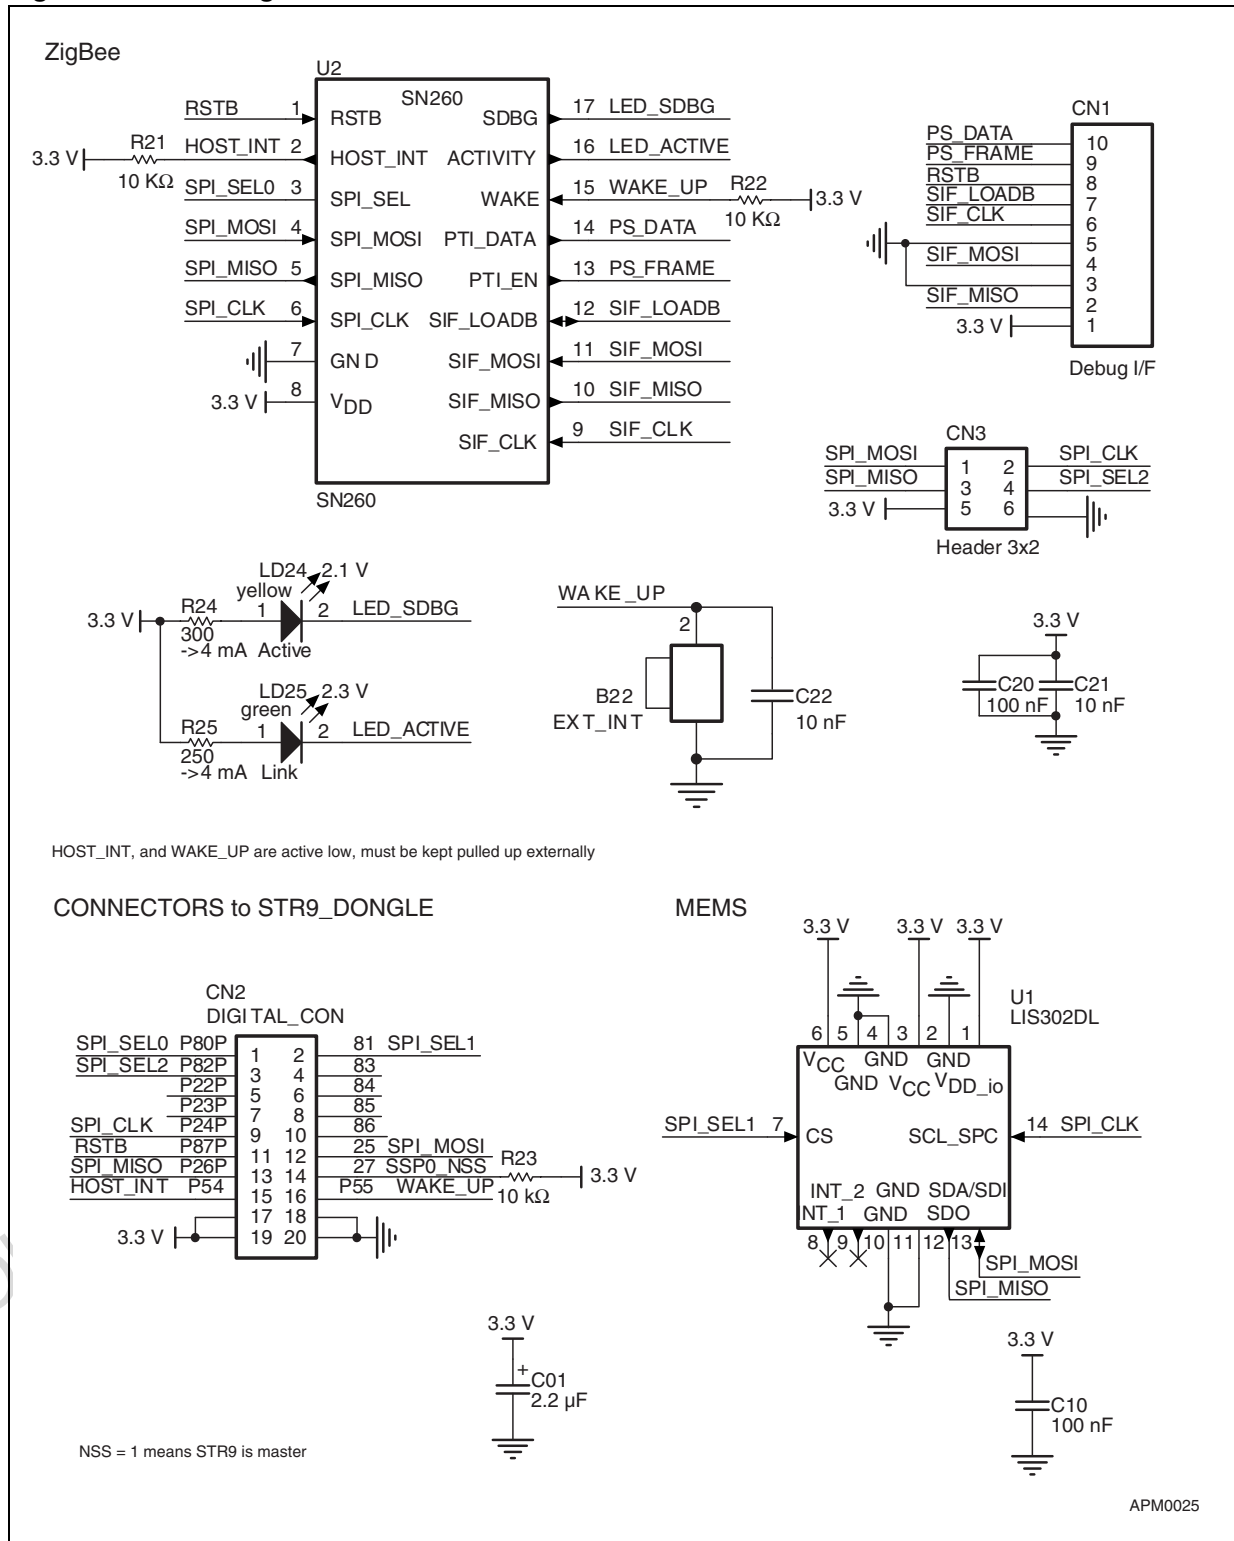 ZigBee
U2
SN260
RSTB 1 RSTB SDBG 17 LED_SDBG
3.3 V R21 10 KΩ HOST_INT 2 HOST_INT ACTIVITY 16 LED_ACTIVE
SPI_SEL0 3 SPI_SEL WAKE 15 WAKE_UP R22 10 KΩ 3.3 V
SPI_MOSI 4 SPI_MOSI PTI_DATA 14 PS_DATA
SPI_MISO 5 SPI_MISO PTI_EN 13 PS_FRAME
SPI_CLK 6 SPI_CLK SIF_LOADB 12 SIF_LOADB
7 GND SIF_MOSI 11 SIF_MOSI
3.3 V 8 VDD SIF_MISO 10 SIF_MISO
SIF_CLK 9 SIF_CLK
SN260
CN1
PS_DATA 10
PS_FRAME 9
RSTB 8
SIF_LOADB 7
SIF_CLK 6
5
SIF_MOSI 4
3
SIF_MISO 2
3.3 V 1
Debug I/F
CN3
SPI_MOSI 1 2 SPI_CLK
SPI_MISO 3 4 SPI_SEL2
3.3 V 5 6
Header 3x2
LD24 2.1 V
yellow
3.3 V R24 1 2 LED_SDBG
300
->4 mA Active
LD25 2.3 V
green
R25 1 2 LED_ACTIVE
250
->4 mA Link
WAKE_UP
2
B22
EXT_INT
C22
10 nF
3.3 V
C20 C21
100 nF 10 nF
HOST_INT, and WAKE_UP are active low, must be kept pulled up externally
CONNECTORS to STR9_DONGLE
CN2
DIGITAL_CON
SPI_SEL0 P80P 1 2 81 SPI_SEL1
SPI_SEL2 P82P 3 4 83
P22P 5 6 84
P23P 7 8 85
SPI_CLK P24P 9 10 86
RSTB P87P 11 12 25 SPI_MOSI
SPI_MISO P26P 13 14 27 SSP0_NSS R23 10 kΩ 3.3 V
HOST_INT P54 15 16 P55 WAKE_UP
17 18
3.3 V 19 20
3.3 V
+
C01
2.2 µF
NSS = 1 means STR9 is master
MEMS
3.3 V 3.3 V 3.3 V
U1
LIS302DL
6 5 4 3 2 1
VCC GND GND
GND VCC VDD_io
SPI_SEL1 7 CS SCL_SPC 14 SPI_CLK
INT_2 GND SDA/SDI
NT_1 GND SDO
8 9 10 11 12 13
SPI_MOSI
SPI_MISO
3.3 V
C10
100 nF
APM0025